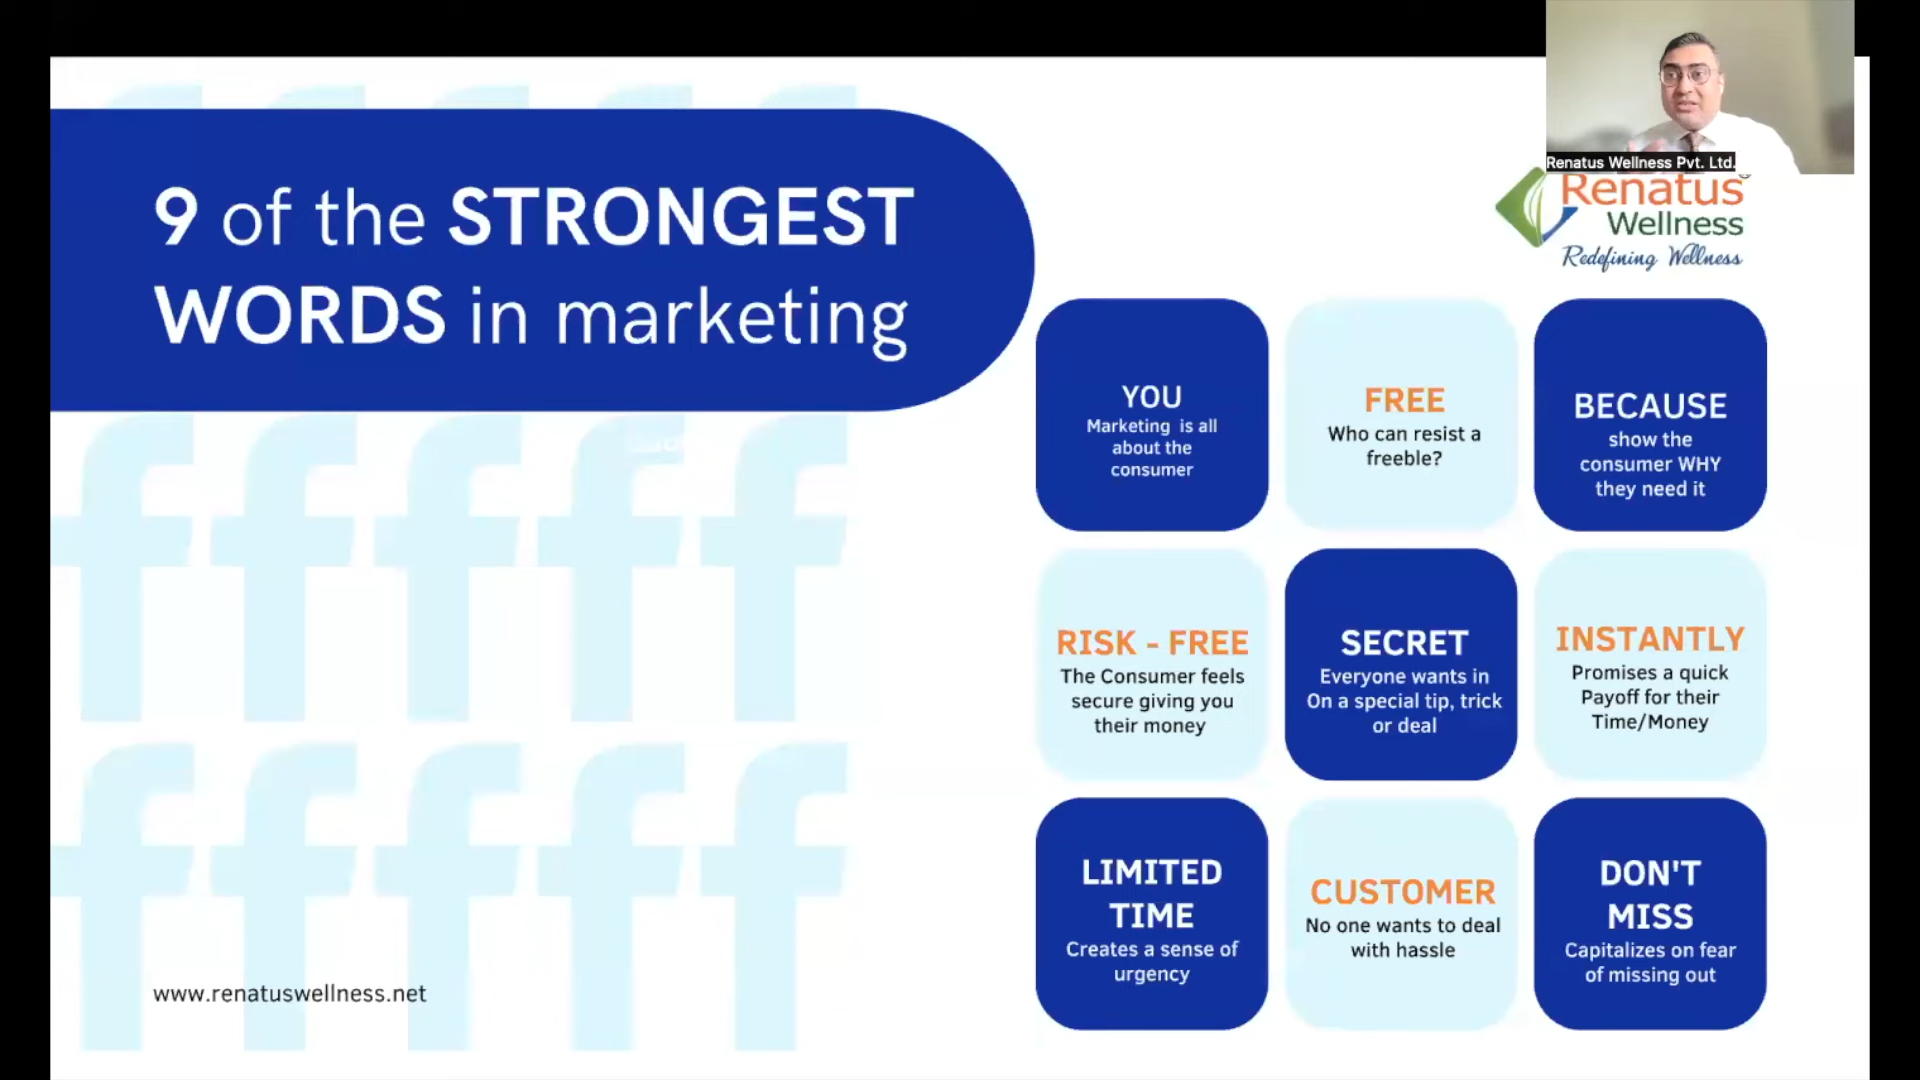 Renatus Wellness Pvt. Ltd.
Renatus
Wellness
Redefining Wellness
9 of the STRONGEST
WORDS in marketing
YOU
Marketing is all
about the
consumer
FREE
Who can resist a
freeble?
BECAUSE
show the
consumer WHY
they need it
RISK - FREE
The Consumer feels
secure giving you
their money
SECRET
Everyone wants in
On a special tip, trick
or deal
INSTANTLY
Promises a quick
Payoff for their
Time/Money
LIMITED
TIME
Creates a sense of
urgency
CUSTOMER
No one wants to deal
with hassle
DON'T
MISS
Capitalizes on fear
of missing out
www.renatuswellness.net